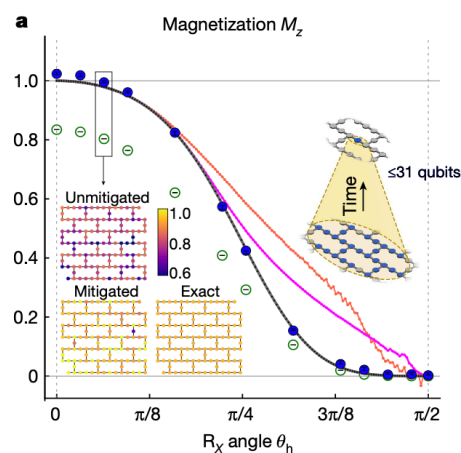 a
Magnetization M_z
1.0
0.8
0.6
0.4
0.2
0
Unmitigated
1.0
0.8
0.6
Mitigated
Exact
Time
≤31 qubits
0
π/8
π/4
3π/8
π/2
R_X angle θ_h